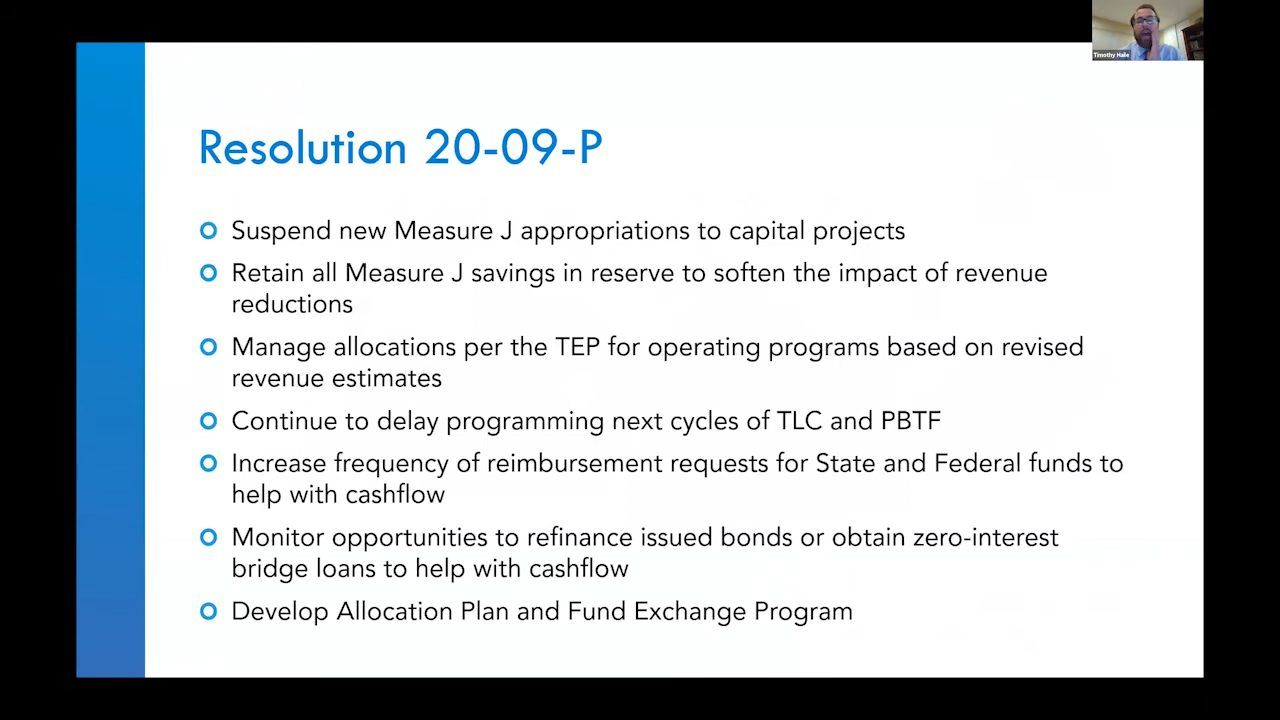 Timothy Haile
Resolution 20-09-P
Suspend new Measure J appropriations to capital projects
Retain all Measure J savings in reserve to soften the impact of revenue
reductions
Manage allocations per the TEP for operating programs based on revised
revenue estimates
Continue to delay programming next cycles of TLC and PBTF
Increase frequency of reimbursement requests for State and Federal funds to
help with cashflow
Monitor opportunities to refinance issued bonds or obtain zero-interest
bridge loans to help with cashflow
Develop Allocation Plan and Fund Exchange Program